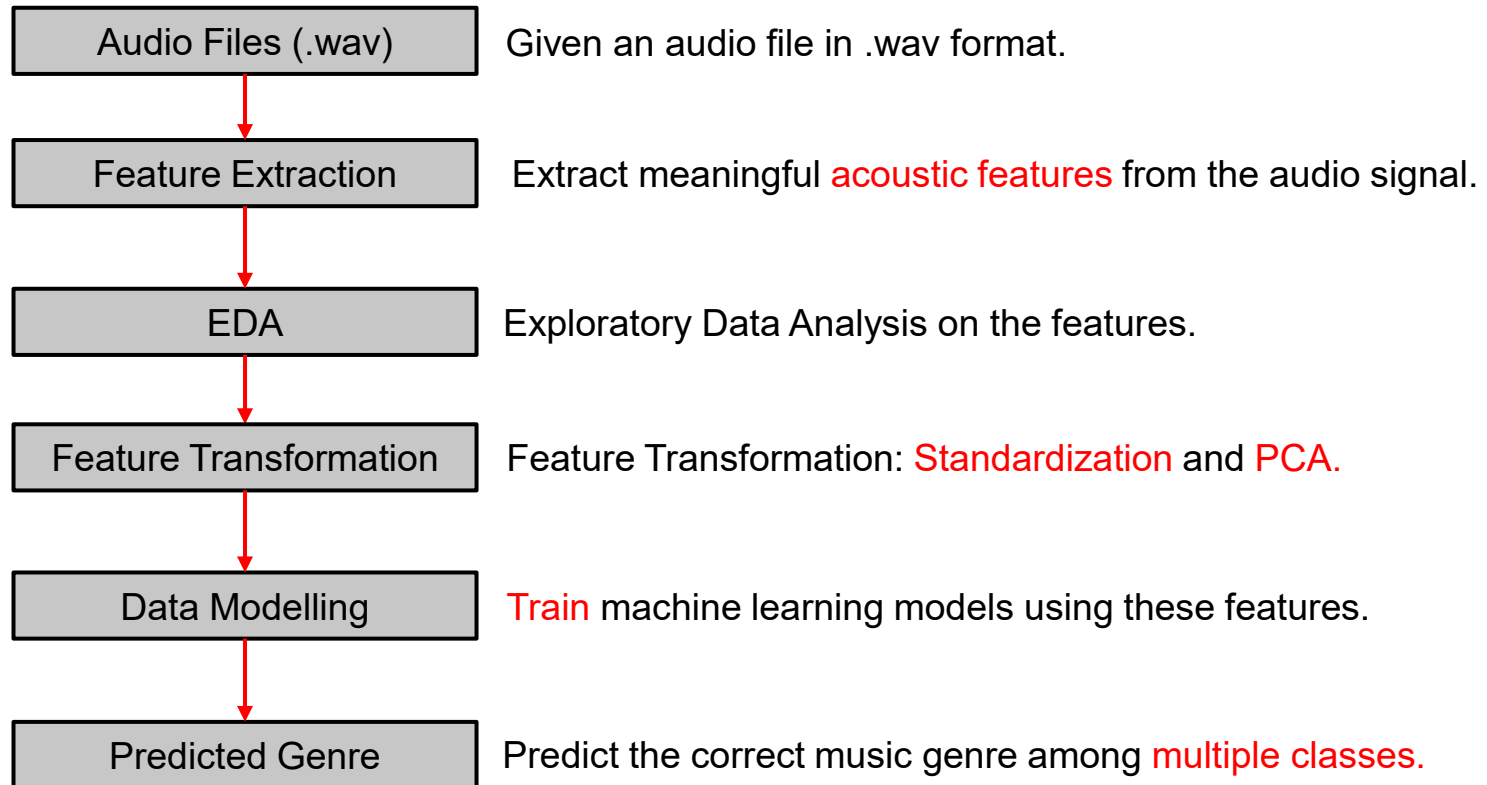 Audio Files (.wav) Given an audio file in .wav format.
Feature Extraction Extract meaningful acoustic features from the audio signal.
EDA Exploratory Data Analysis on the features.
Feature Transformation Feature Transformation: Standardization and PCA.
Data Modelling Train machine learning models using these features.
Predicted Genre Predict the correct music genre among multiple classes.